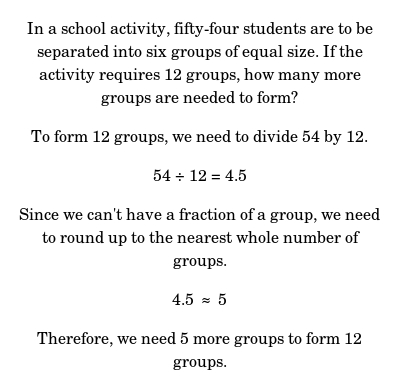 In a school activity, fifty-four students are to be
separated into six groups of equal size. If the
activity requires 12 groups, how many more
groups are needed to form?
To form 12 groups, we need to divide 54 by 12.
54 ÷ 12 = 4.5
Since we can't have a fraction of a group, we need
to round up to the nearest whole number of
groups.
4.5 ≈ 5
Therefore, we need 5 more groups to form 12
groups.